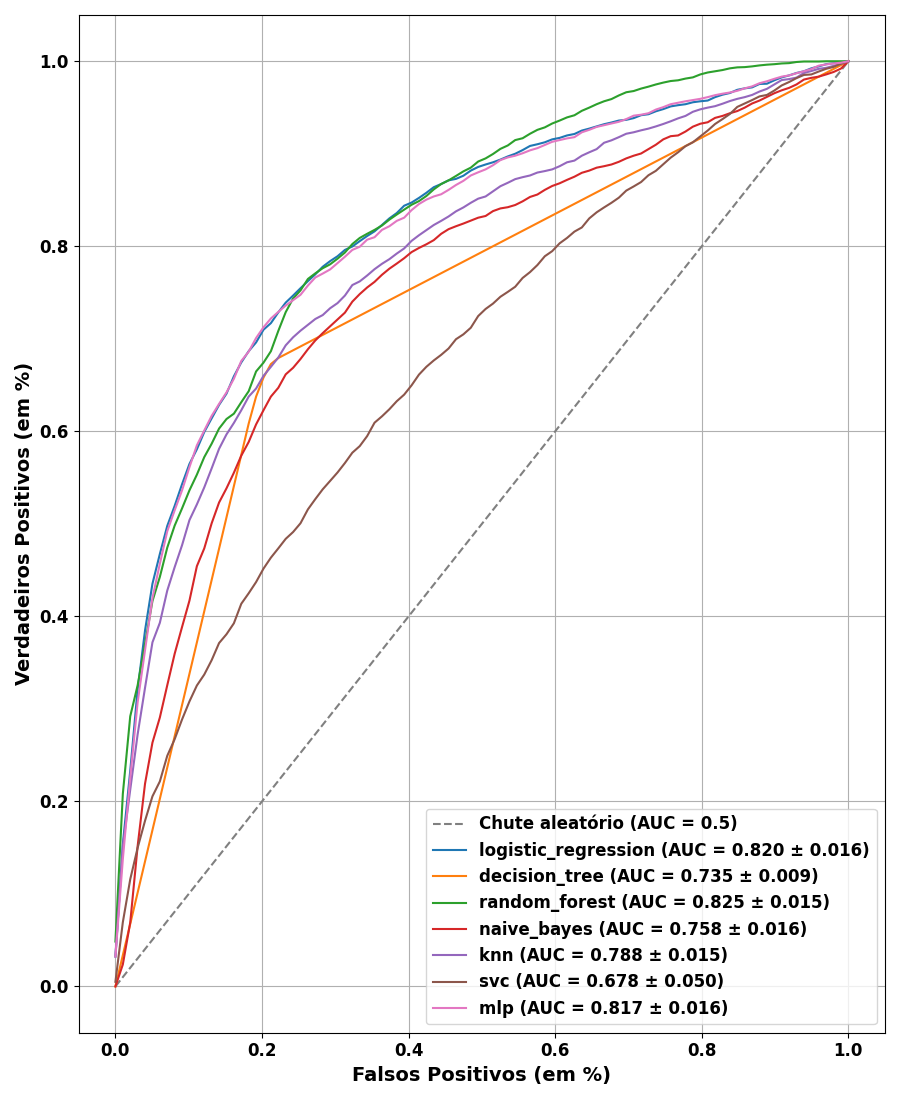 1.0
0.8
0.6
0.4
0.2
0.0
Verdadeiros Positivos (em %)
Chute aleatório (AUC = 0.5)
logistic_regression (AUC = 0.820 ± 0.016)
decision_tree (AUC = 0.735 ± 0.009)
random_forest (AUC = 0.825 ± 0.015)
naive_bayes (AUC = 0.758 ± 0.016)
knn (AUC = 0.788 ± 0.015)
svc (AUC = 0.678 ± 0.050)
mlp (AUC = 0.817 ± 0.016)
0.0 0.2 0.4 0.6 0.8 1.0
Falsos Positivos (em %)